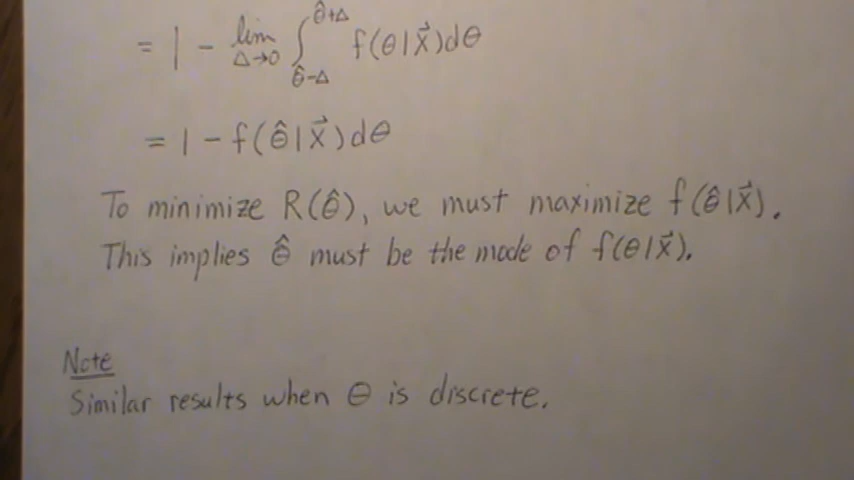 = 1 - lim Δ→0 ∫ θ̂-Δ θ̂+Δ f(θ|x⃗)dθ
= 1 - f(θ̂|x⃗)dθ
To minimize R(θ̂), we must maximize f(θ̂|x⃗).
This implies θ̂ must be the mode of f(θ|x⃗).
Note
Similar results when θ is discrete.